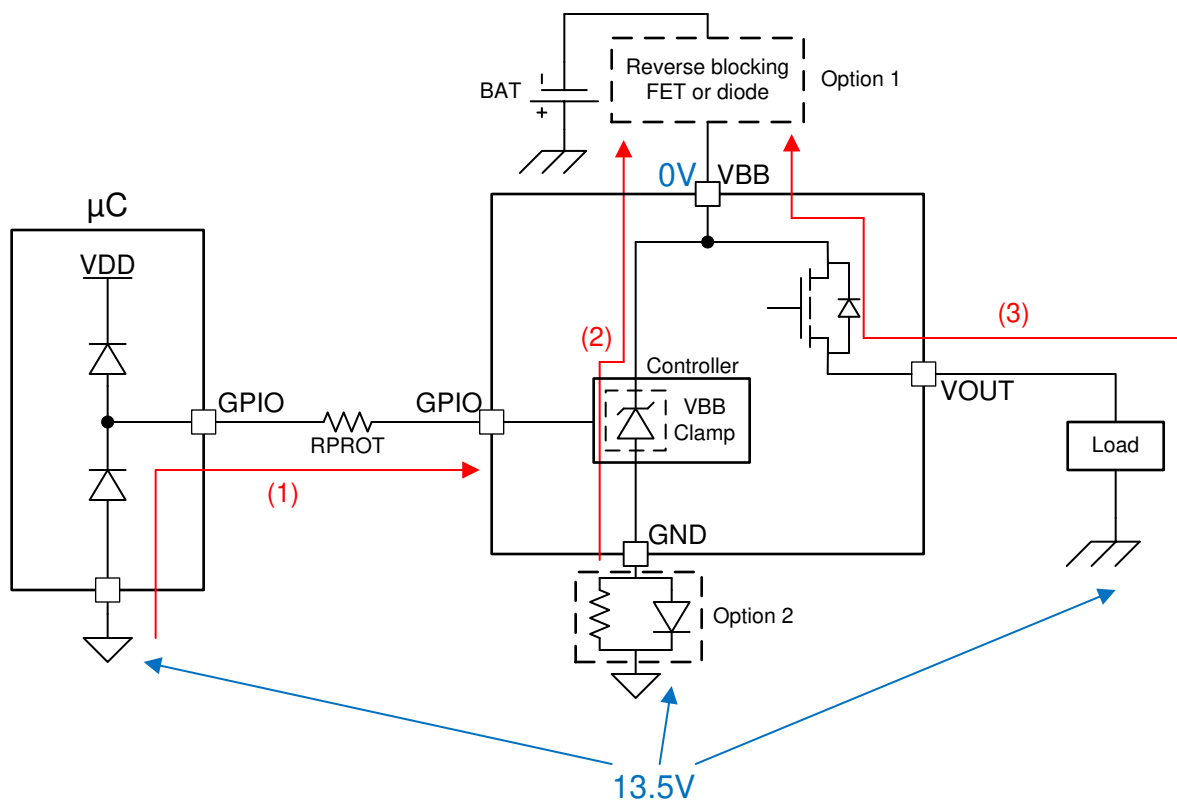 Reverse blocking
FET or diode
Option 1
BAT
-
+
0V
VBB
µC
VDD
(2)
(3)
Controller
GPIO
GPIO
VBB
Clamp
VOUT
RPROT
Load
(1)
GND
Option 2
13.5V